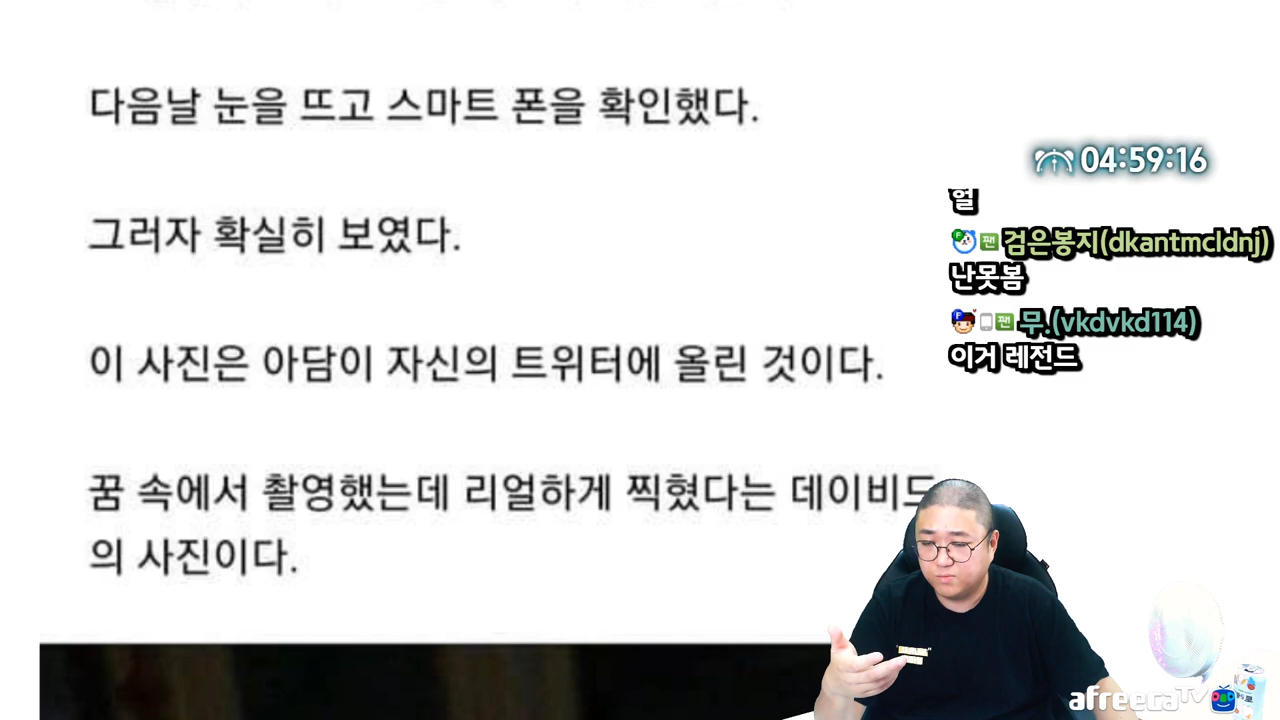 다음날 눈을 뜨고 스마트 폰을 확인했다.
그러자 확실히 보였다.
이 사진은 아담이 자신의 트위터에 올린 것이다.
꿈 속에서 촬영했는데 리얼하게 찍혔다는 데이비드
의 사진이다.
04:59:16
얼
검은봉지(dkantmcldnj)
난못봄
무.(vkdvkd114)
이거 레전드
afreecaTV